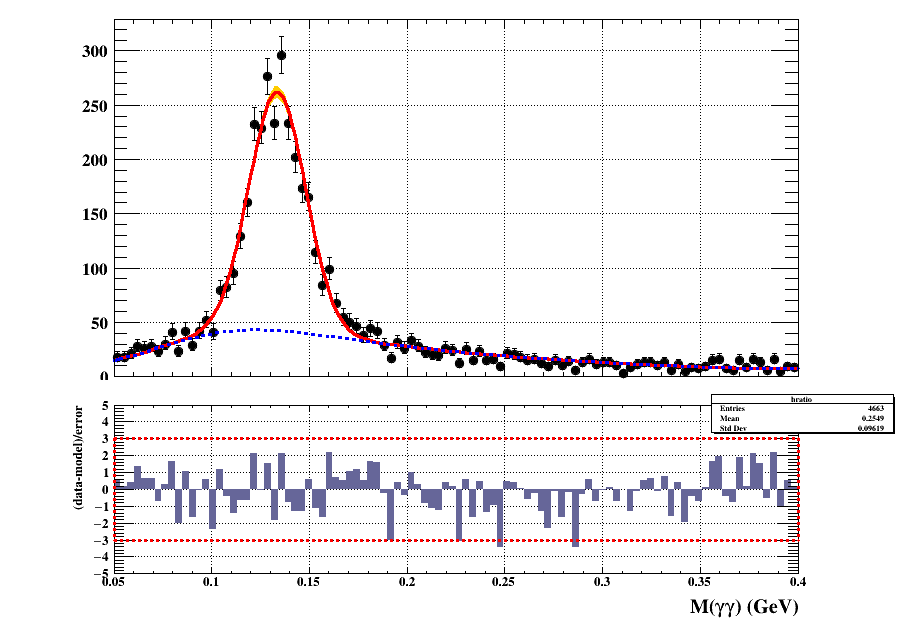 300
250
200
150
100
50
0
(data-model)/error
5
4
3
2
1
0
−1
−2
−3
−4
−5
hratio
Entries 4663
Mean 0.2549
Std Dev 0.09619
0.05 0.1 0.15 0.2 0.25 0.3 0.35 0.4
M(γγ) (GeV)